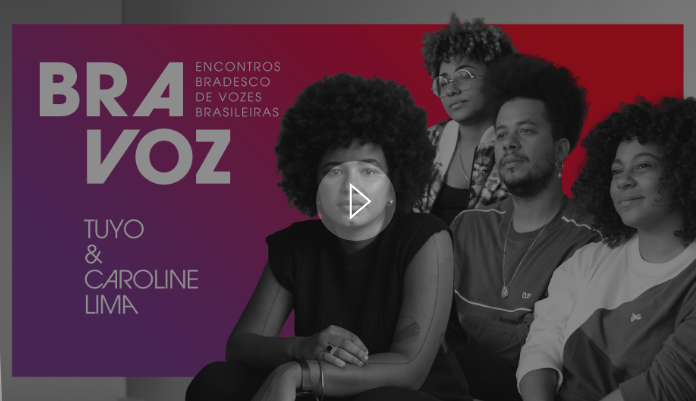 BRA
VOZ
ENCONTROS
BRADESCO
DE VOZES
BRASILEIRAS
TUYO
&
CAROLINE
LIMA